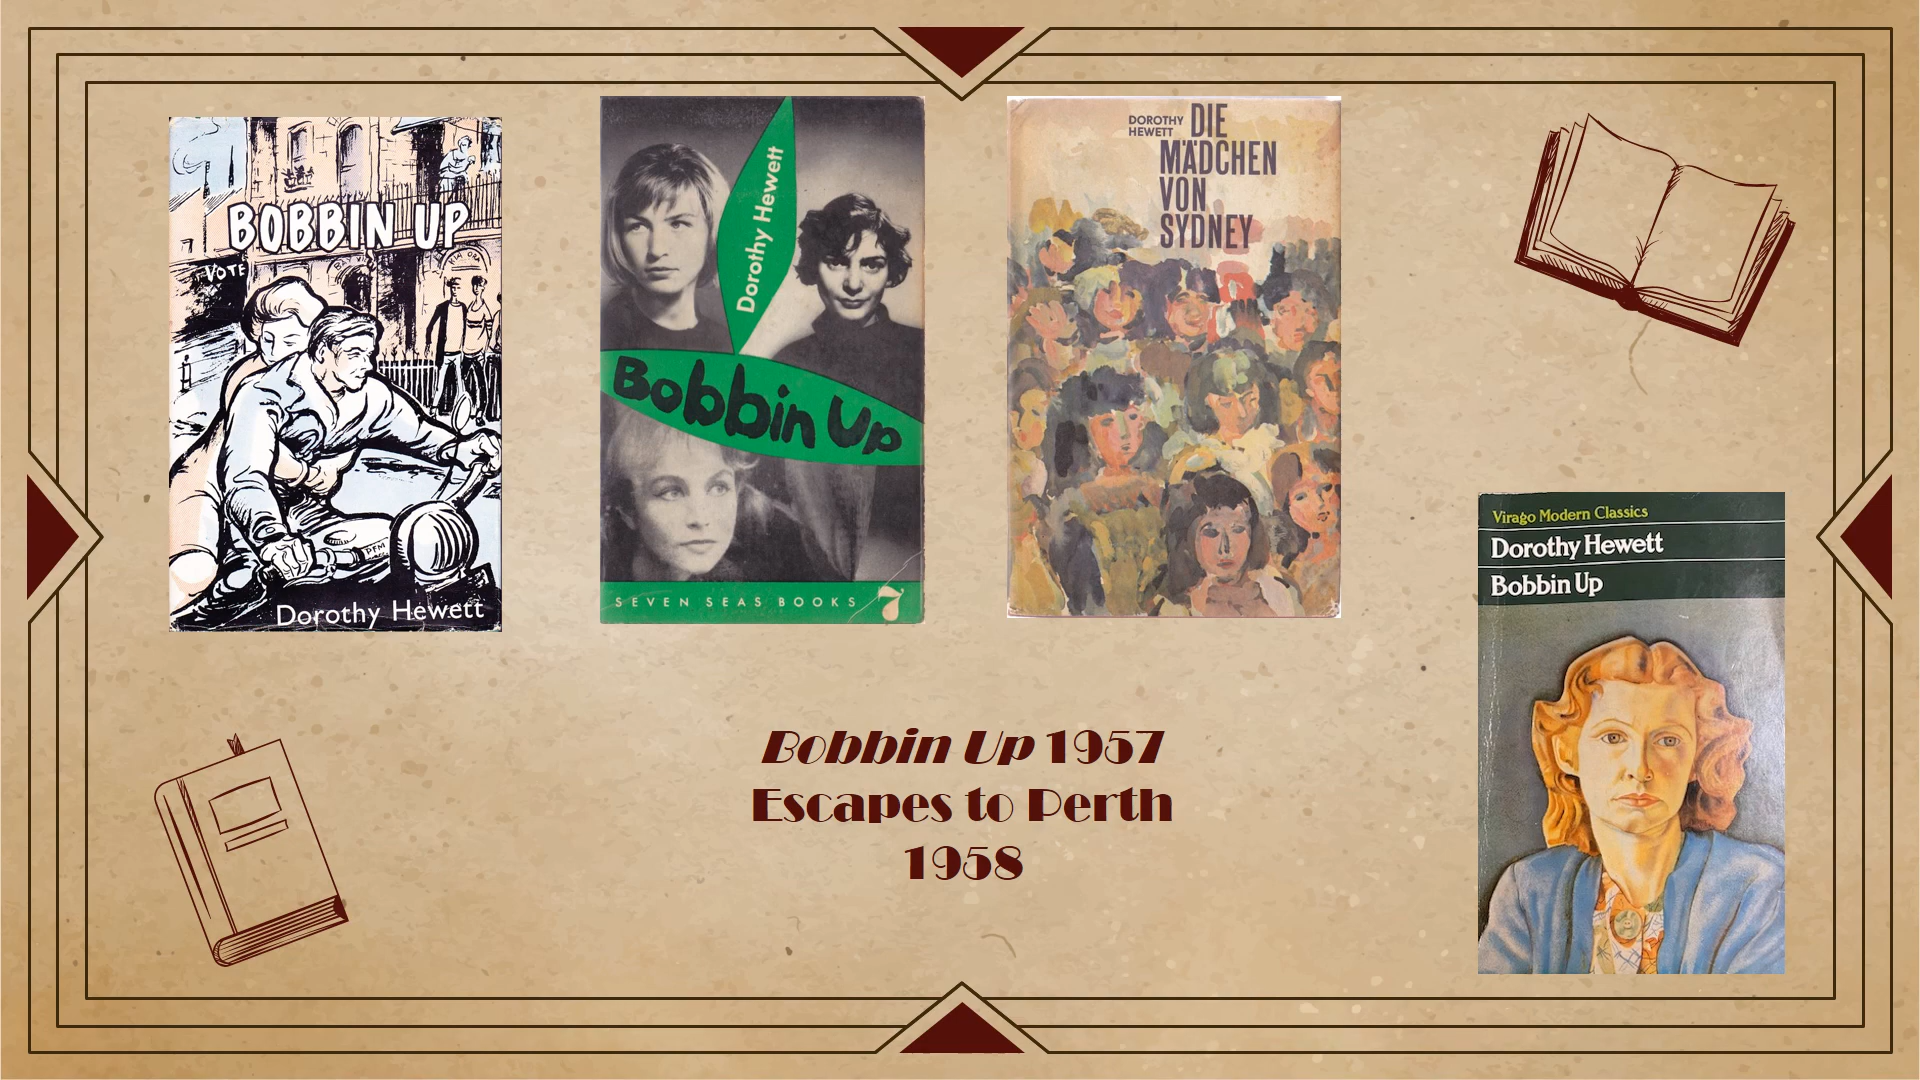 BOBBIN UP
VOTE
PFM
Dorothy Hewett
Dorothy Hewett
Bobbin Up
SEVEN SEAS BOOKS 7
DOROTHY
HEWETT
DIE
MÄDCHEN
VON
SYDNEY
Virago Modern Classics
Dorothy Hewett
Bobbin Up
Bobbin Up 1957
Escapes to Perth
1958